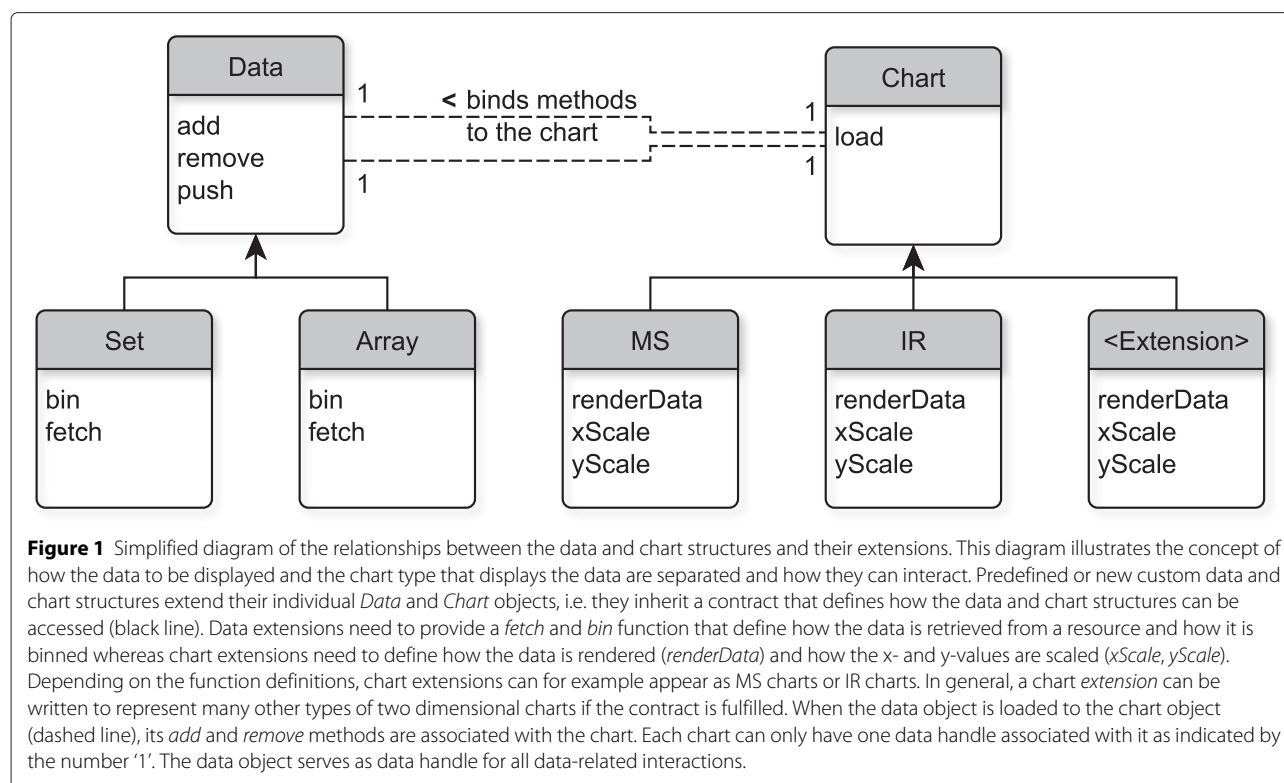 Data
Chart
1
< binds methods
to the chart
1
add
remove
push
load
1
1
Set
Array
MS
IR
<Extension>
bin
fetch
bin
fetch
renderData
xScale
yScale
renderData
xScale
yScale
renderData
xScale
yScale
Figure 1 Simplified diagram of the relationships between the data and chart structures and their extensions. This diagram illustrates the concept of
how the data to be displayed and the chart type that displays the data are separated and how they can interact. Predefined or new custom data and
chart structures extend their individual Data and Chart objects, i.e. they inherit a contract that defines how the data and chart structures can be
accessed (black line). Data extensions need to provide a fetch and bin function that define how the data is retrieved from a resource and how it is
binned whereas chart extensions need to define how the data is rendered (renderData) and how the x- and y-values are scaled (xScale, yScale).
Depending on the function definitions, chart extensions can for example appear as MS charts or IR charts. In general, a chart extension can be
written to represent many other types of two dimensional charts if the contract is fulfilled. When the data object is loaded to the chart object
(dashed line), its add and remove methods are associated with the chart. Each chart can only have one data handle associated with it as indicated by
the number ‘1’. The data object serves as data handle for all data-related interactions.